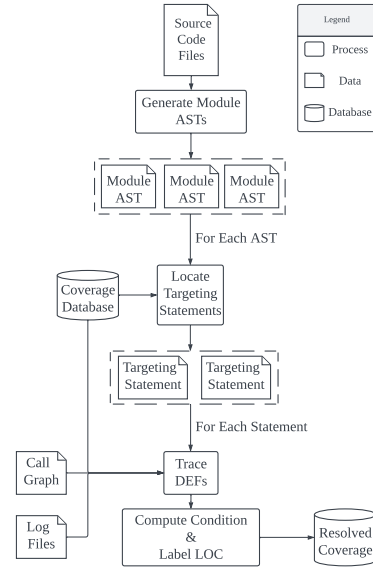 Source
Code
Files
Legend
Process
Data
Database
Generate Module
ASTs
Module
AST
Module
AST
Module
AST
For Each AST
Coverage
Database
Locate
Targeting
Statements
Targeting
Statement
Targeting
Statement
For Each Statement
Call
Graph
Trace
DEFs
Log
Files
Compute Condition
&
Label LOC
Resolved
Coverage